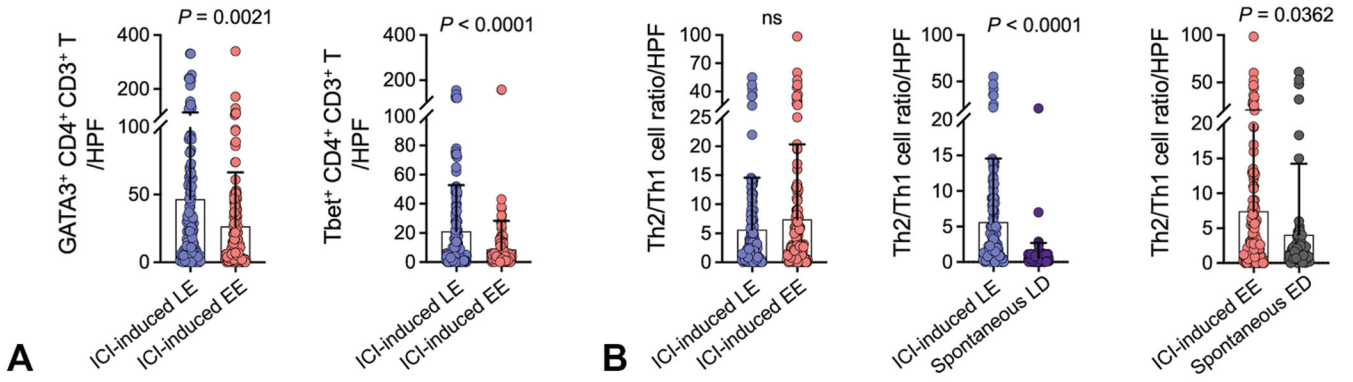 P = 0.0021
GATA3⁺ CD4⁺ CD3⁺ T
/HPF
400
200
100
50
0
ICI-induced LE
ICI-induced EE
P < 0.0001
Tbet⁺ CD4⁺ CD3⁺ T
/HPF
400
200
100
80
60
40
20
0
ICI-induced LE
ICI-induced EE
A
ns
Th2/Th1 cell ratio/HPF
100
70
40
25
20
15
10
5
0
ICI-induced LE
ICI-induced EE
P < 0.0001
Th2/Th1 cell ratio/HPF
100
50
20
15
10
5
0
ICI-induced LE
Spontaneous LD
P = 0.0362
Th2/Th1 cell ratio/HPF
100
50
20
15
10
5
0
ICI-induced EE
Spontaneous ED
B